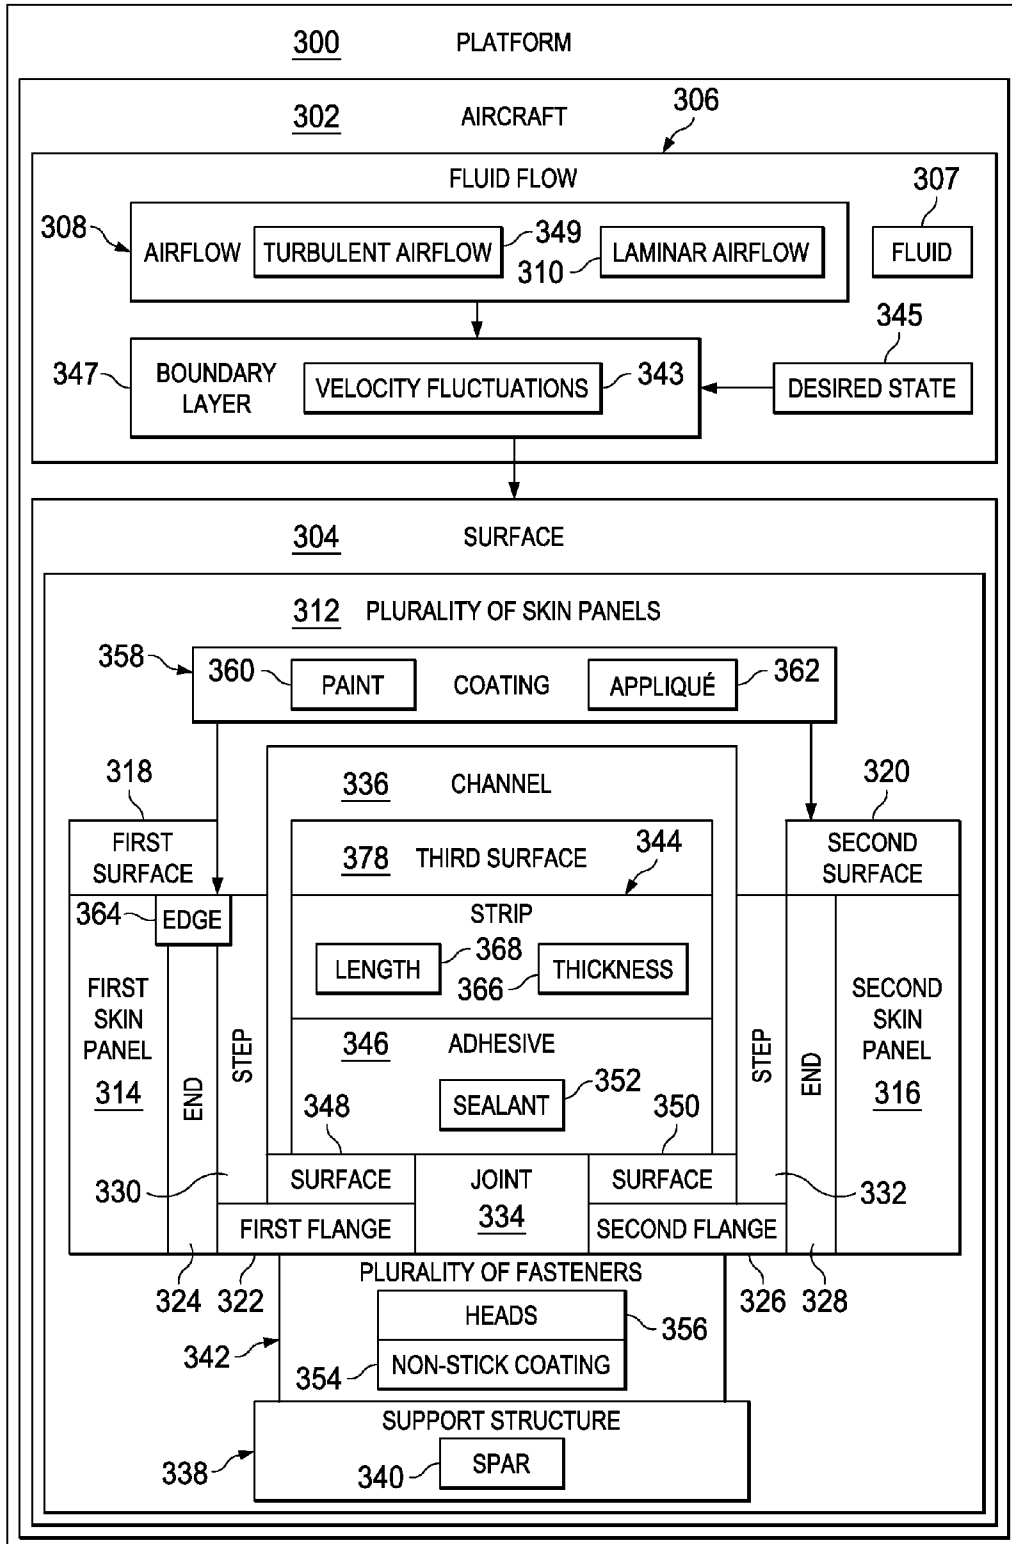 300 PLATFORM
302 AIRCRAFT
306
FLUID FLOW
307
308
AIRFLOW
TURBULENT AIRFLOW
349
310
LAMINAR AIRFLOW
FLUID
345
347
BOUNDARY
LAYER
VELOCITY FLUCTUATIONS
343
DESIRED STATE
304 SURFACE
312 PLURALITY OF SKIN PANELS
358
360
PAINT
COATING
APPLIQUÉ
362
318
336 CHANNEL
320
FIRST
SURFACE
378 THIRD SURFACE
344
SECOND
SURFACE
364
EDGE
STRIP
LENGTH
368
366
THICKNESS
FIRST
SKIN
PANEL
314
END
STEP
346 ADHESIVE
SEALANT
352
STEP
END
SECOND
SKIN
PANEL
316
348
350
330
SURFACE
JOINT
334
SURFACE
332
FIRST FLANGE
SECOND FLANGE
324
322
PLURALITY OF FASTENERS
326
328
342
HEADS
356
354
NON-STICK COATING
SUPPORT STRUCTURE
338
340
SPAR